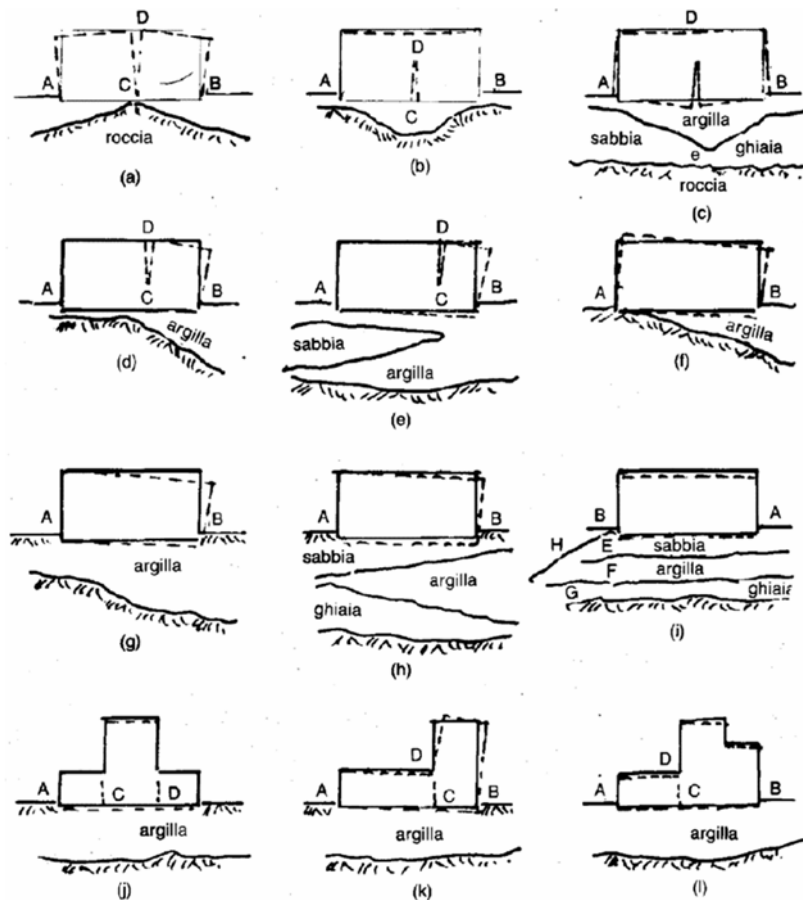 D D
A C B A D C B A D B
roccia sabbia argilla ghiaia
e
roccia
(a) (b) (c)
D D
A C B A C B A B
argilla sabbia argilla argilla
(d) (e) (f)
A B A B B A
argilla sabbia argilla ghiaia H E sabbia F argilla G ghiaia
(g) (h) (i)
D D
A C D B A C B A C B
argilla argilla argilla
(j) (k) (l)